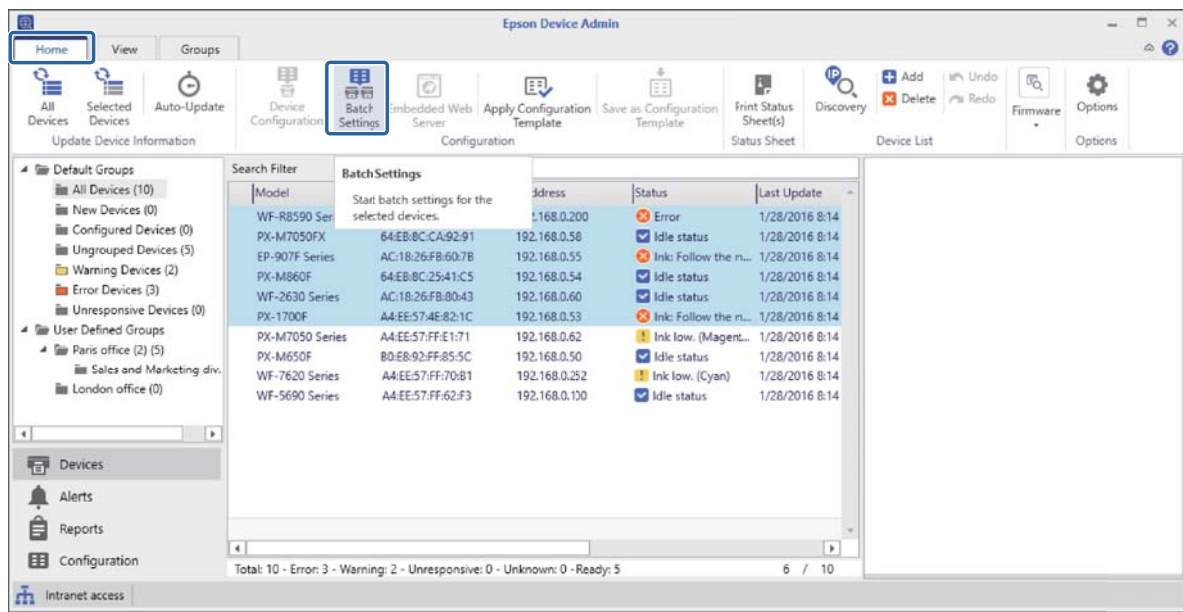 Epson Device Admin
Home View Groups
All Devices
Selected Devices
Auto-Update
Update Device Information
Device Configuration
Batch Settings
Embedded Web Server
Apply Configuration Template
Save as Configuration Template
Configuration
Print Status Sheet(s)
Status Sheet
IP
Discovery
Add
Delete
Undo
Redo
Device List
Firmware
Options
Options
Default Groups
All Devices (10)
New Devices (0)
Configured Devices (0)
Ungrouped Devices (5)
Warning Devices (2)
Error Devices (3)
Unresponsive Devices (0)
User Defined Groups
Paris office (2) (5)
Sales and Marketing div.
London office (0)
Devices
Alerts
Reports
Configuration
Search Filter
Batch Settings
Start batch settings for the
selected devices.
Model ddress Status Last Update
WF-R8590 Ser .168.0.200 Error 1/28/2016 8:14
PX-M7050FX 64:EB:8C:CA:92:91 192.168.0.58 Idle status 1/28/2016 8:14
EP-907F Series AC:18:26:FB:60:7B 192.168.0.55 Ink: Follow the n... 1/28/2016 8:14
PX-M860F 64:EB:8C:25:41:C5 192.168.0.54 Idle status 1/28/2016 8:14
WF-2630 Series AC:18:26:FB:80:43 192.168.0.60 Idle status 1/28/2016 8:14
PX-1700F A4:EE:57:4E:82:1C 192.168.0.53 Ink: Follow the n... 1/28/2016 8:14
PX-M7050 Series A4:EE:57:FF:E1:71 192.168.0.62 Ink low. (Magent... 1/28/2016 8:14
PX-M650F B0:E8:92:FF:85:5C 192.168.0.50 Idle status 1/28/2016 8:14
WF-7620 Series A4:EE:57:FF:70:B1 192.168.0.252 Ink low. (Cyan) 1/28/2016 8:14
WF-5690 Series A4:EE:57:FF:62:F3 192.168.0.130 Idle status 1/28/2016 8:14
Total: 10 - Error: 3 - Warning: 2 - Unresponsive: 0 - Unknown: 0 -Ready: 5 6 / 10
Intranet access